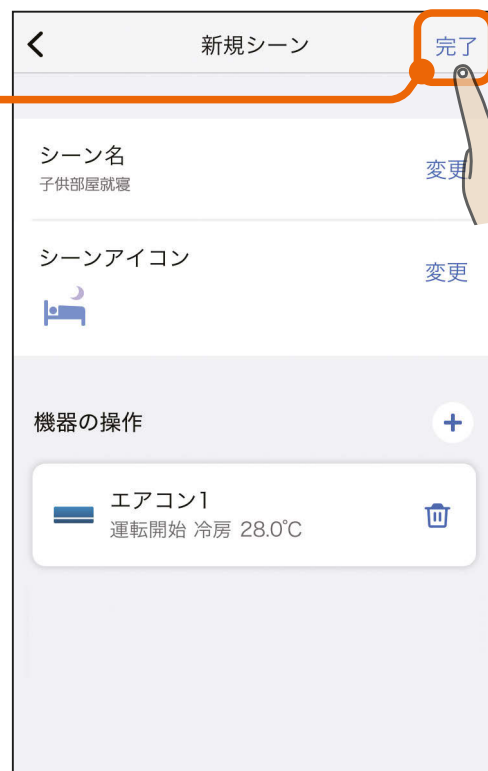 新規シーン
完了
シーン名
変更
子供部屋就寝
シーンアイコン
変更
機器の操作
エアコン1
運転開始 冷房 28.0℃